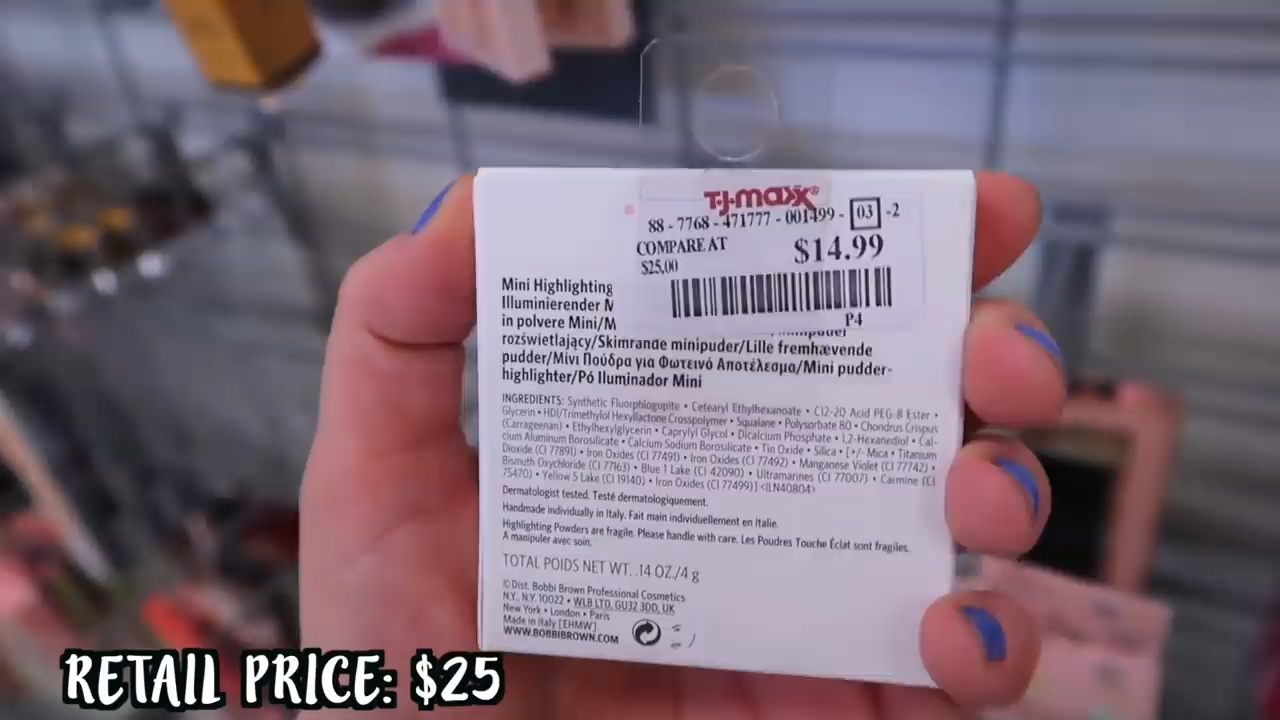 T·J·maxx®
88 - 7768 - 471777 - 001499 - 03 -2
COMPARE AT $14.99
$25.00
P4
Mini Highlighting
Illuminierender M
in polvere Mini/M
rozświetlający/Skimrande minipuder/Lille fremhævende
pudder/Μίνι Πούδρα για Φωτεινό Αποτέλεσμα/Mini pudder-
highlighter/Pó Iluminador Mini
INGREDIENTS: Synthetic Fluorphlogopite • Cetearyl Ethylhexanoate • C12-20 Acid PEG-8 Ester •
Glycerin • HDI/Trimethylol Hexyllactone Crosspolymer • Squalane • Polysorbate 80 • Chondrus Crispus
(Carrageenan) • Ethylhexylglycerin • Caprylyl Glycol • Dicalcium Phosphate • 1,2-Hexanediol • Cal-
cium Aluminum Borosilicate • Calcium Sodium Borosilicate • Tin Oxide • Silica • [+/- Mica • Titanium
Dioxide (CI 77891) • Iron Oxides (CI 77491) • Iron Oxides (CI 77492) • Manganese Violet (CI 77742) •
Bismuth Oxychloride (CI 77163) • Blue 1 Lake (CI 42090) • Ultramarines (CI 77007) • Carmine (CI
75470) • Yellow 5 Lake (CI 19140) • Iron Oxides (CI 77499)] <ILN40804>
Dermatologist tested. Testé dermatologiquement.
Handmade individually in Italy. Fait main individuellement en Italie.
Highlighting Powders are fragile. Please handle with care. Les Poudres Touche Éclat sont fragiles.
A manipuler avec soin.
TOTAL POIDS NET WT. .14 OZ./4 g
© Dist. Bobbi Brown Professional Cosmetics
N.Y., N.Y. 10022 • WLB LTD, GU32 3DD, UK
New York • London • Paris
Made in Italy [EHMW]
WWW.BOBBIBROWN.COM
RETAIL PRICE: $25